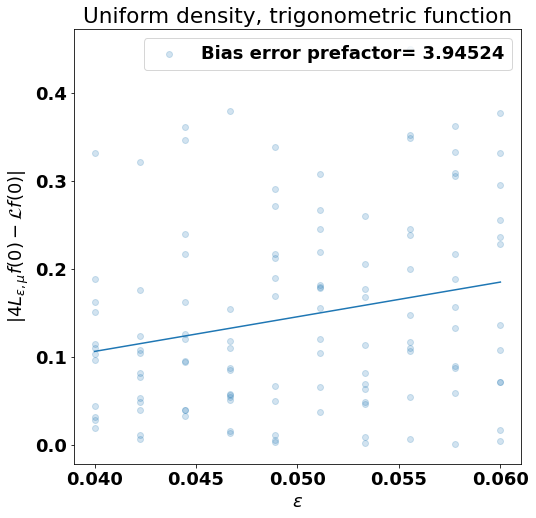 Uniform density, trigonometric function
Bias error prefactor= 3.94524
|4L_{ε,μ}f(0) − ℒf(0)|
0.4
0.3
0.2
0.1
0.0
0.040 0.045 0.050 0.055 0.060
ε